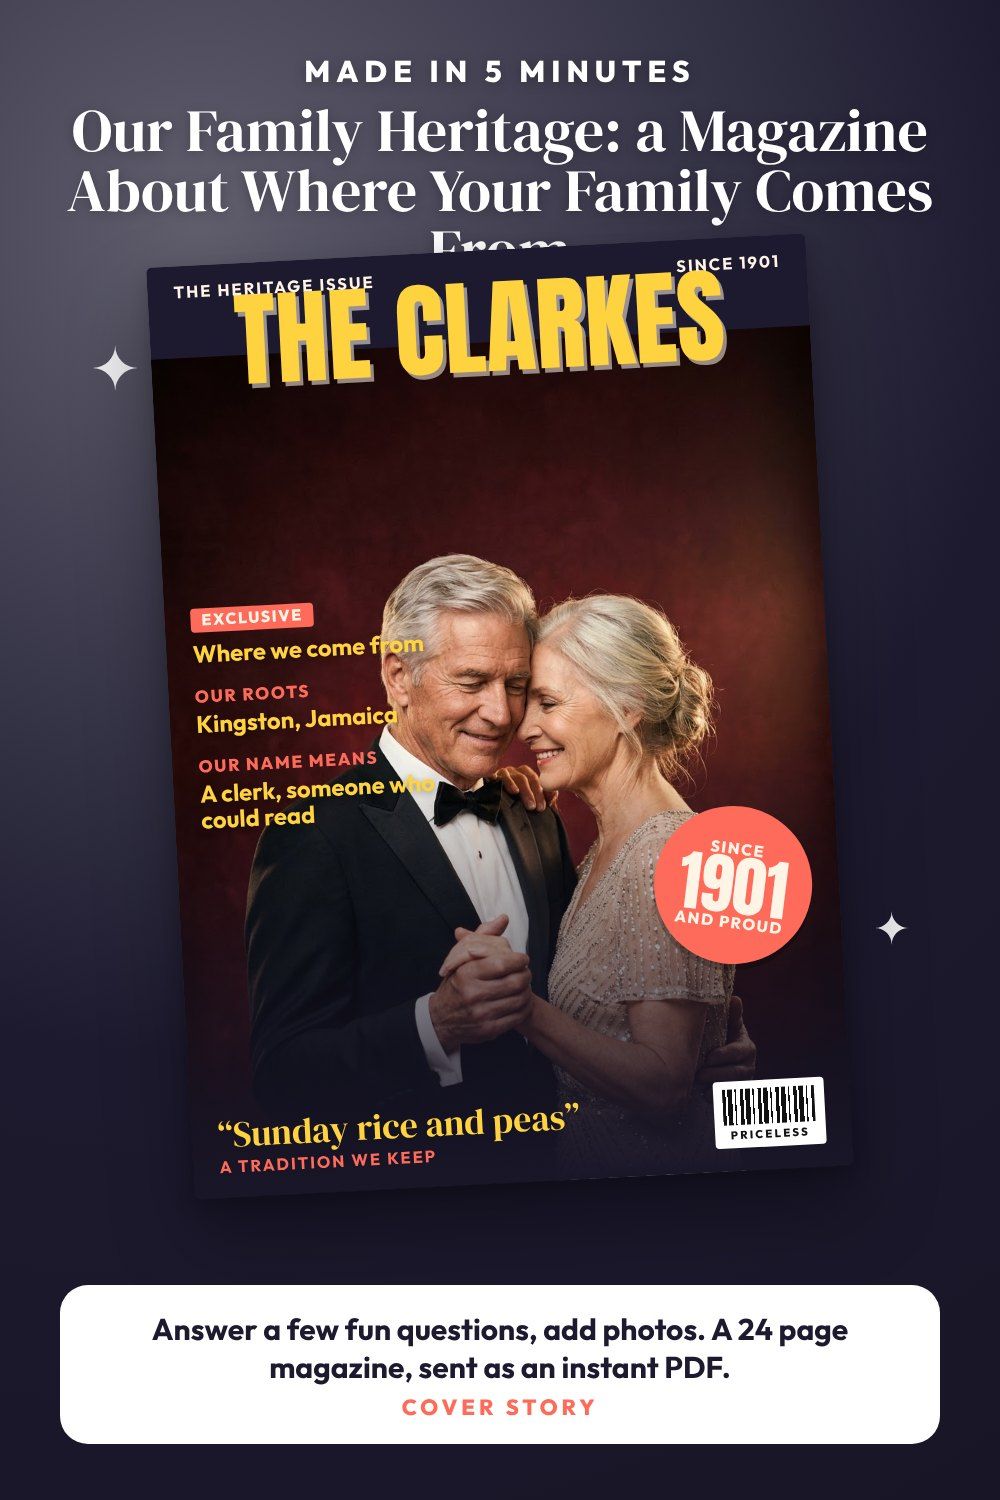 MADE IN 5 MINUTES
Our Family Heritage: a Magazine
About Where Your Family Comes
From
THE HERITAGE ISSUE
SINCE 1901
THE CLARKES
EXCLUSIVE
Where we come from
OUR ROOTS
Kingston, Jamaica
OUR NAME MEANS
A clerk, someone who
could read
SINCE
1901
AND PROUD
“Sunday rice and peas”
A TRADITION WE KEEP
PRICELESS
Answer a few fun questions, add photos. A 24 page
magazine, sent as an instant PDF.
COVER STORY